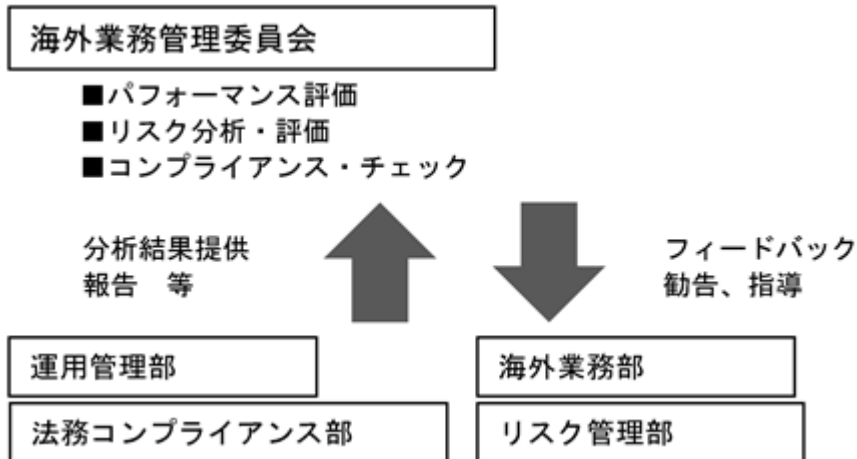 海外業務管理委員会
■パフォーマンス評価
■リスク分析・評価
■コンプライアンス・チェック
分析結果提供
報告　等
フィードバック
勧告、指導
運用管理部
海外業務部
法務コンプライアンス部
リスク管理部